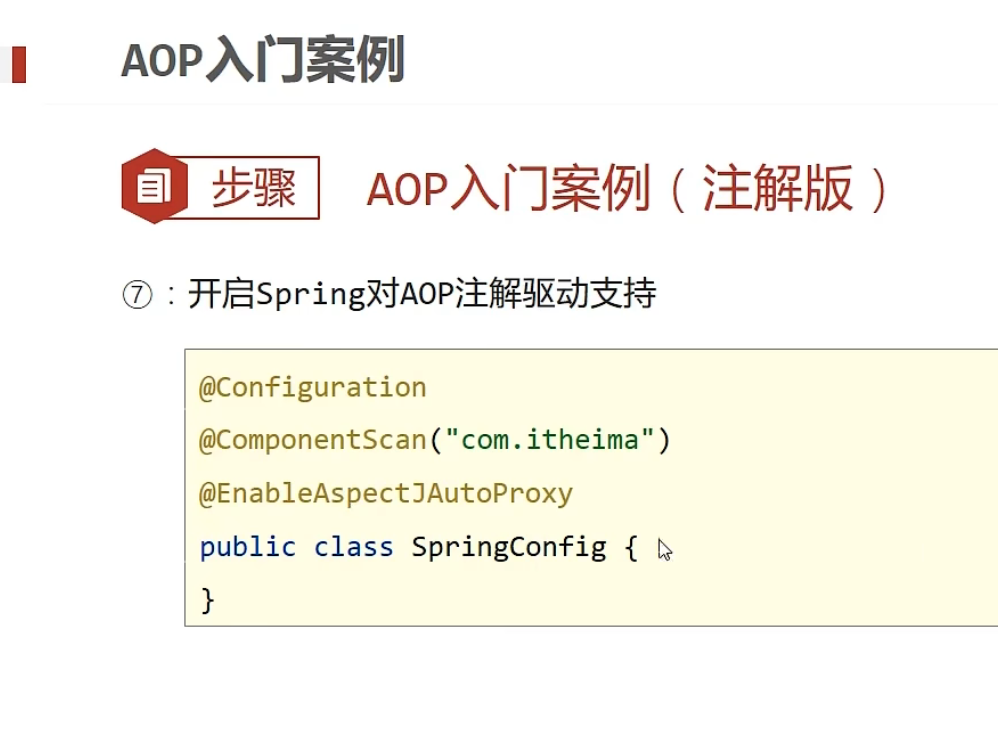 AOP入门案例
步骤
AOP入门案例（注解版）
⑦：开启Spring对AOP注解驱动支持
@Configuration
@ComponentScan("com.itheima")
@EnableAspectJAutoProxy
public class SpringConfig {
}